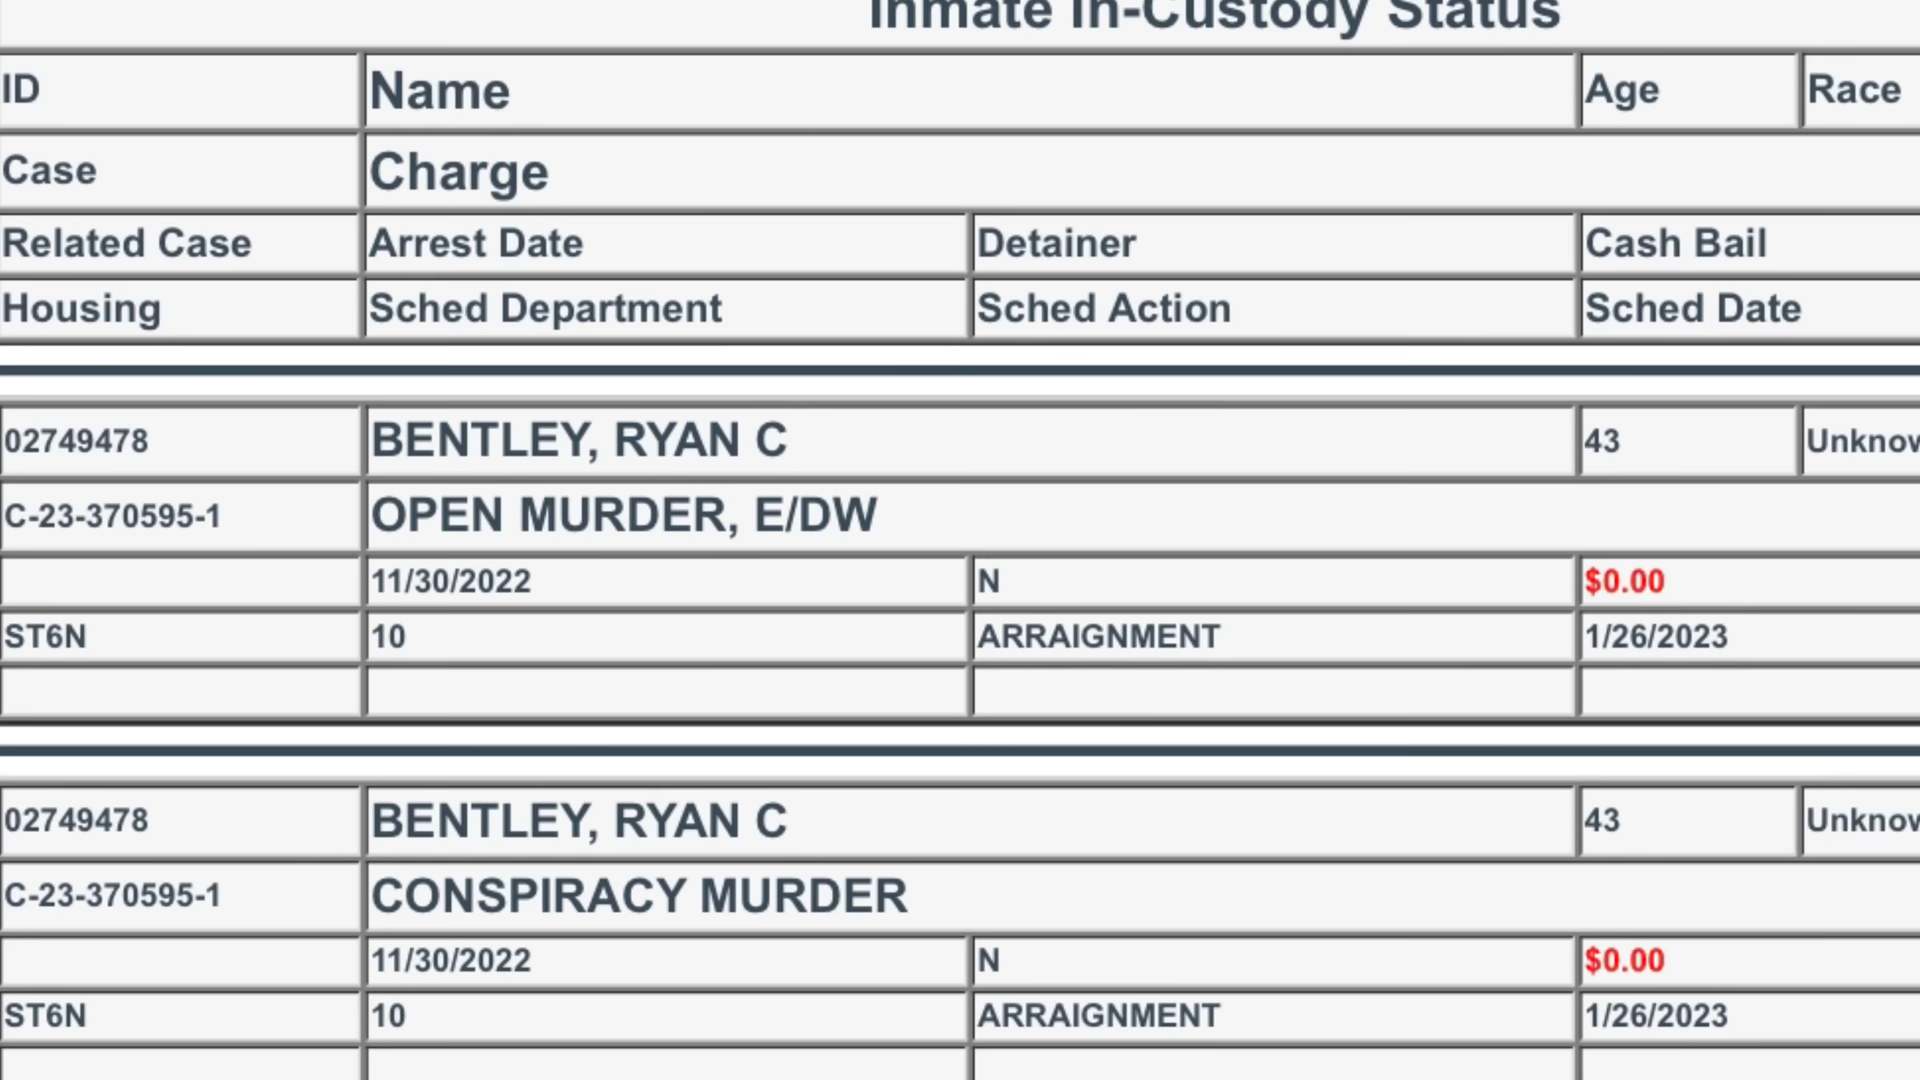 Inmate In-Custody Status
ID Name Age Race
Case Charge
Related Case Arrest Date Detainer Cash Bail
Housing Sched Department Sched Action Sched Date
02749478 BENTLEY, RYAN C 43 Unknow
C-23-370595-1 OPEN MURDER, E/DW
11/30/2022 N $0.00
ST6N 10 ARRAIGNMENT 1/26/2023
02749478 BENTLEY, RYAN C 43 Unknow
C-23-370595-1 CONSPIRACY MURDER
11/30/2022 N $0.00
ST6N 10 ARRAIGNMENT 1/26/2023